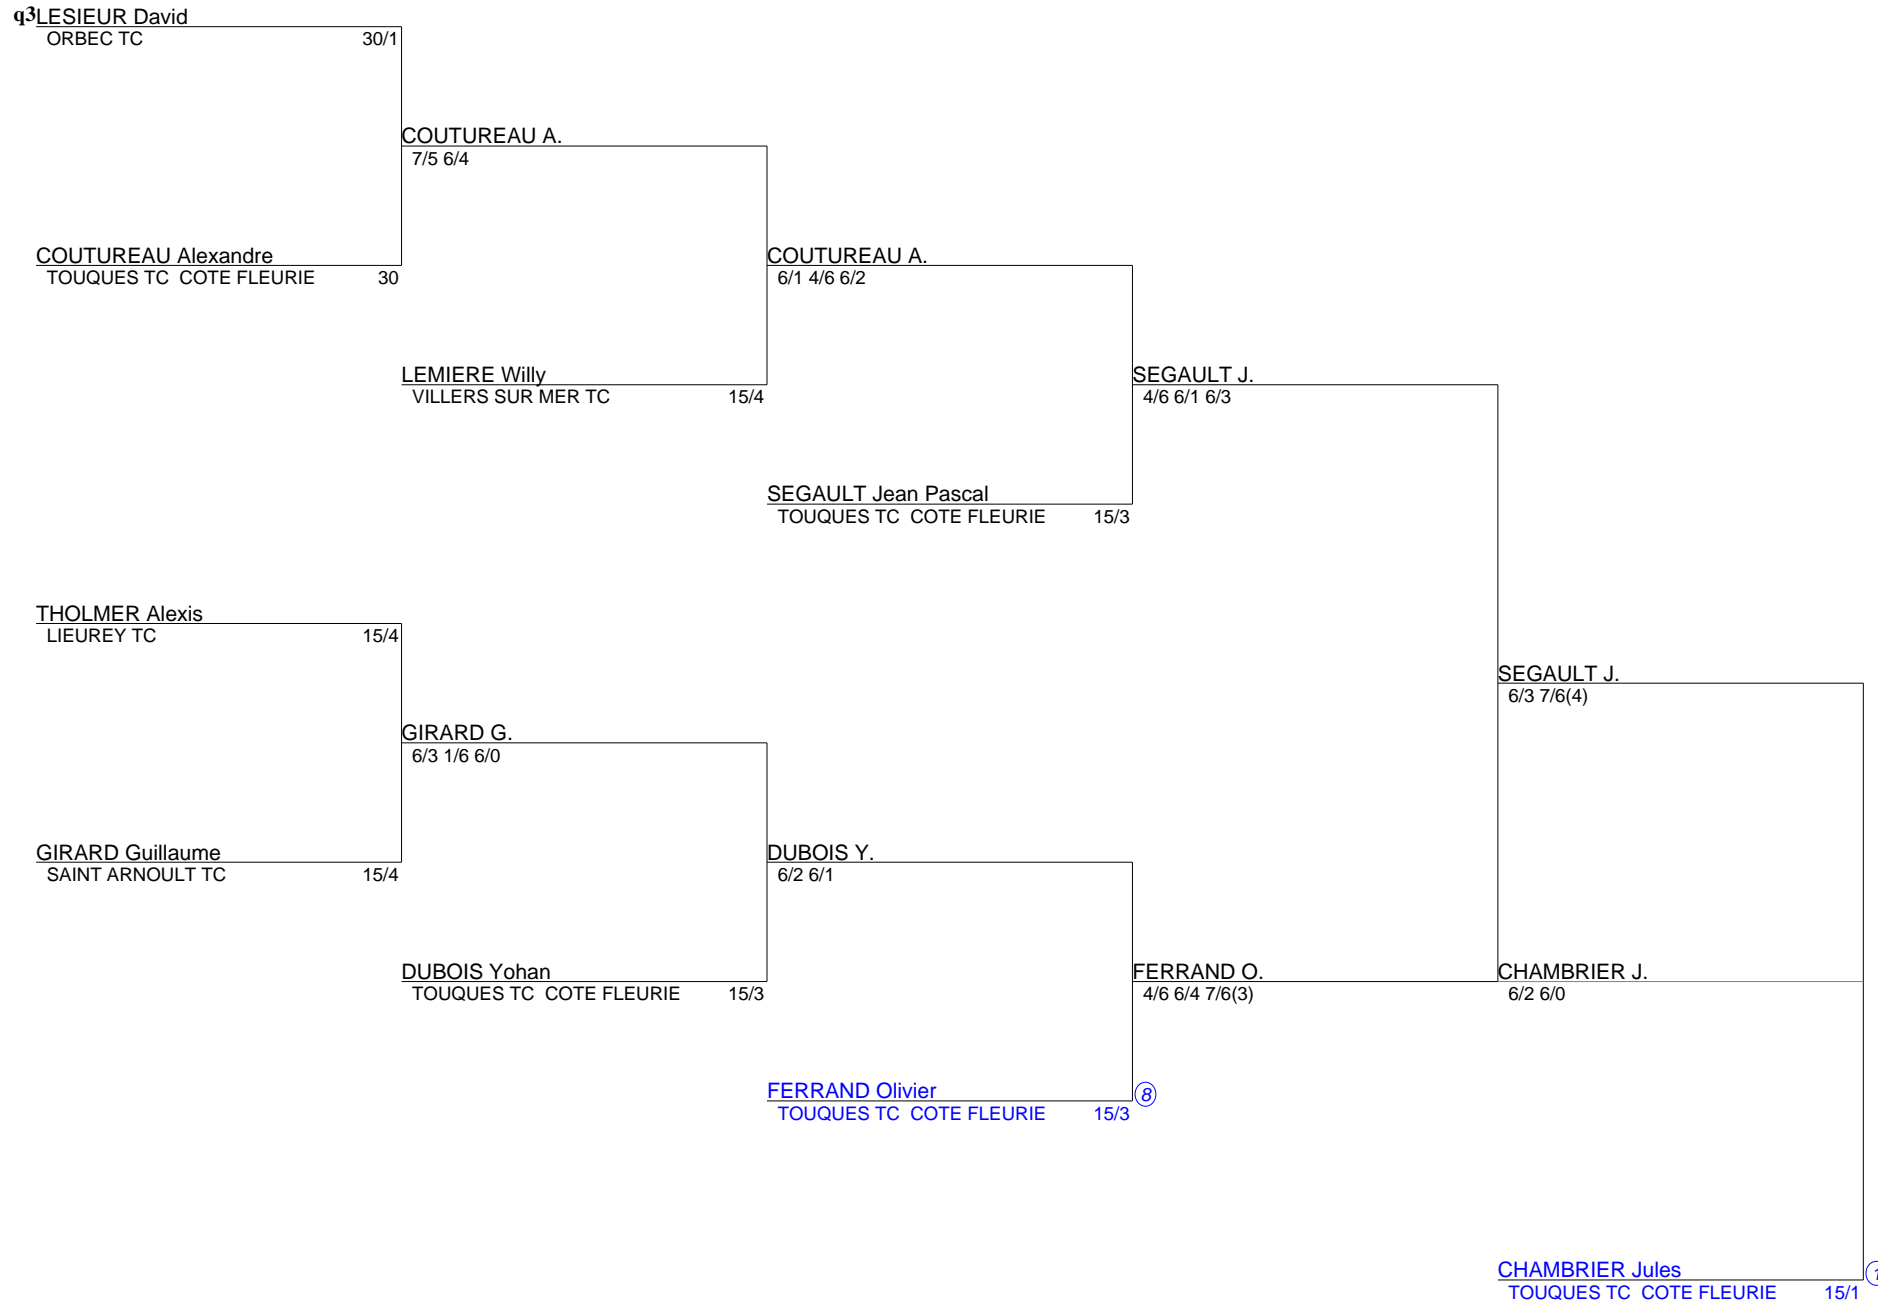 q3 LESIEUR David
ORBEC TC 30/1
COUTUREAU A.
7/5 6/4
COUTUREAU Alexandre
TOUQUES TC COTE FLEURIE 30
COUTUREAU A.
6/1 4/6 6/2
LEMIERE Willy
VILLERS SUR MER TC 15/4
SEGAULT J.
4/6 6/1 6/3
SEGAULT Jean Pascal
TOUQUES TC COTE FLEURIE 15/3
THOLMER Alexis
LIEUREY TC 15/4
SEGAULT J.
6/3 7/6(4)
GIRARD G.
6/3 1/6 6/0
GIRARD Guillaume
SAINT ARNOULT TC 15/4
DUBOIS Y.
6/2 6/1
DUBOIS Yohan
TOUQUES TC COTE FLEURIE 15/3
FERRAND O.
4/6 6/4 7/6(3)
CHAMBRIER J.
6/2 6/0
FERRAND Olivier 8
TOUQUES TC COTE FLEURIE 15/3
CHAMBRIER Jules
TOUQUES TC COTE FLEURIE 15/1